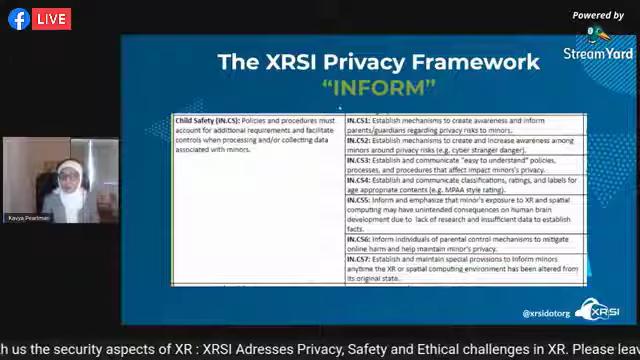 LIVE
Powered by
StreamYard
The XRSI Privacy Framework
“INFORM”
Child Safety (IN.CS): Policies and procedures must
account for additional requirements and facilitate
controls when processing and/or collecting data
associated with minors.
IN.CS1: Establish mechanisms to create awareness and inform
parents/guardians regarding privacy risks to minors.
IN.CS2: Establish mechanisms to create and increase awareness among
minors around privacy risks (e.g. cyber stranger danger).
IN.CS3: Establish and communicate "easy to understand" policies,
processes, and procedures that affect impact minors's privacy.
IN.CS4: Establish and communicate classifications, ratings, and labels for
age appropriate contents (e.g. MPAA style rating).
IN.CS5: Inform and emphasize that minor's exposure to XR and spatial
computing may have unintended consequences on human brain
development due to lack of research and insufficient data to establish
facts.
IN.CS6: Inform individuals of parental control mechanisms to mitigate
online harm and help maintain minor's privacy.
IN.CS7: Establish and maintain special provisions to inform minors
anytime the XR or spatial computing environment has been altered from
its original state.
Kavya Pearlman
@xrsidotorg
XRSI
th us the security aspects of XR : XRSI Adresses Privacy, Safety and Ethical challenges in XR. Please leav